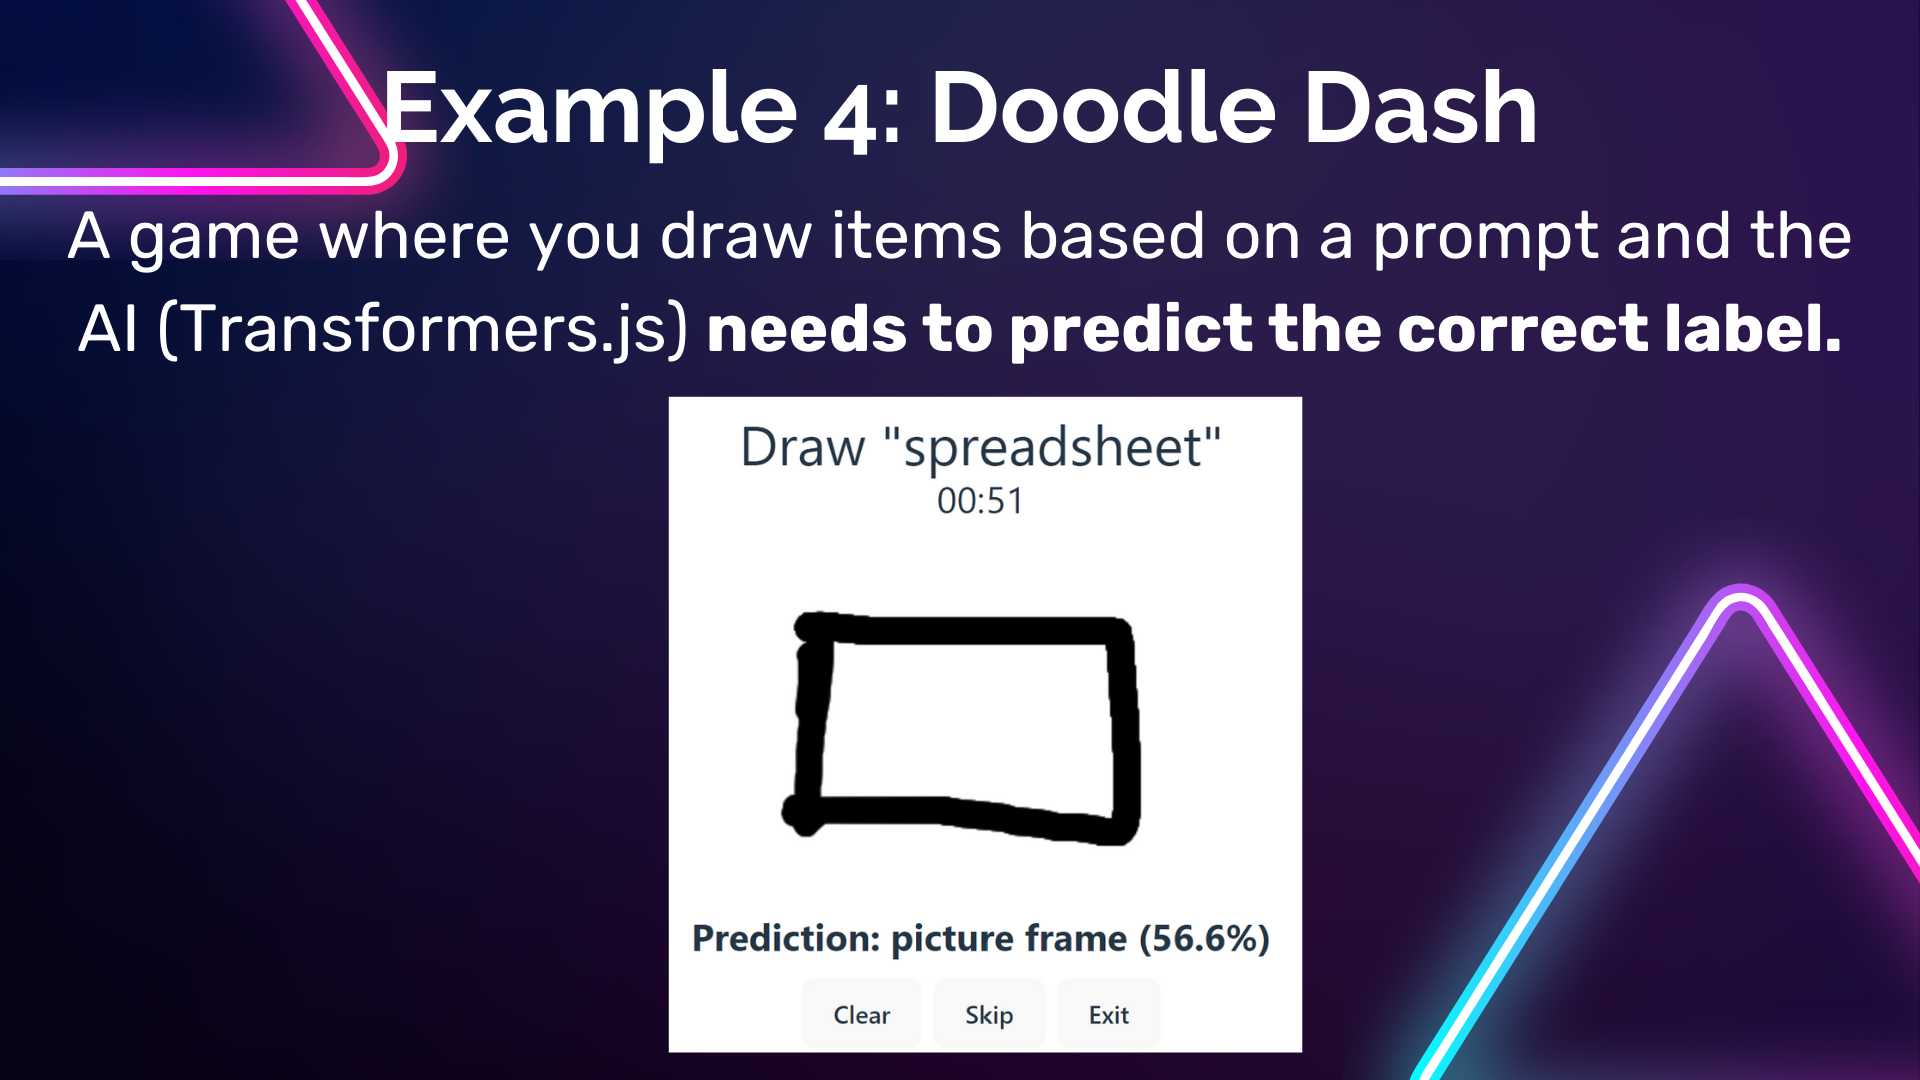 Example 4: Doodle Dash
A game where you draw items based on a prompt and the
AI (Transformers.js) needs to predict the correct label.
Draw "spreadsheet"
00:51
Prediction: picture frame (56.6%)
Clear Skip Exit